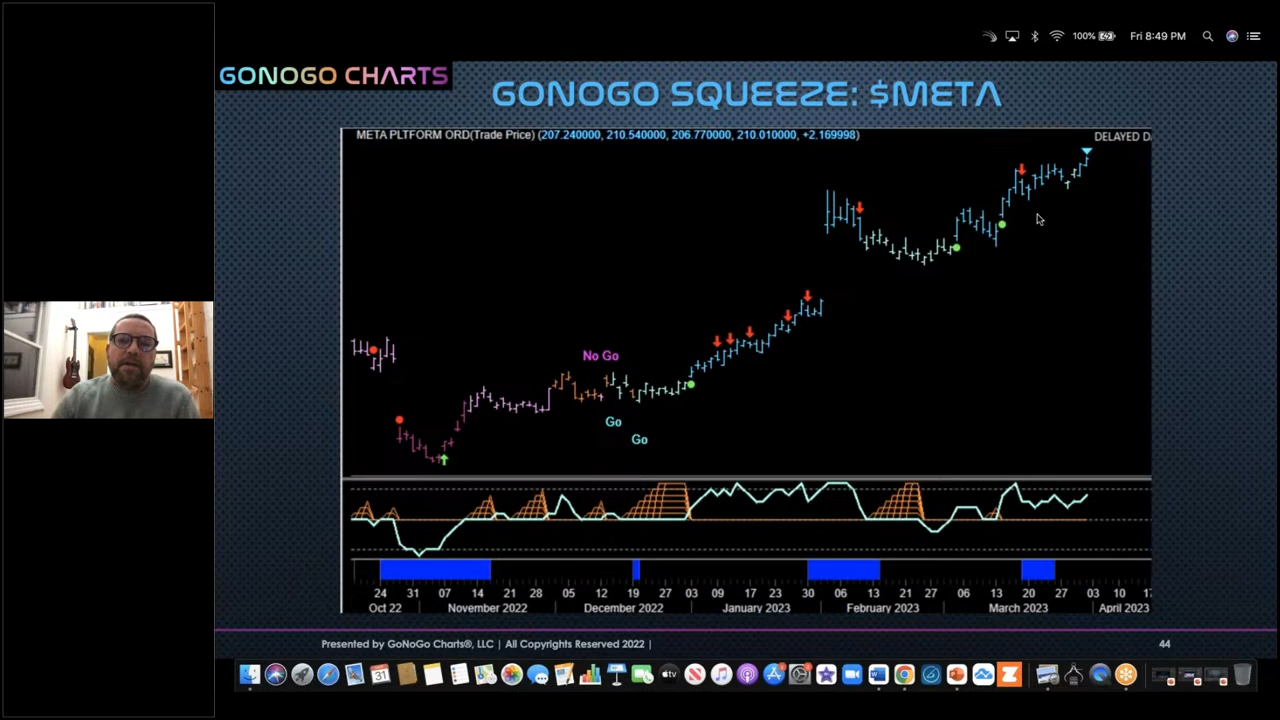 100%
Fri 8:49 PM
GONOGO CHARTS
GONOGO SQUEEZE: $META
META PLTFORM ORD(Trade Price) (207.240000, 210.540000, 206.770000, 210.010000, +2.169998)
DELAYED D
No Go
Go
Go
24 31 07 14 21 28 05 12 19 27 03 09 17 23 30 06 13 21 27 06 13 20 27 03 10 17
Oct 22 November 2022 December 2022 January 2023 February 2023 March 2023 April 2023
Presented by GoNoGo Charts®, LLC | All Copyrights Reserved 2022 |
44
31
tv